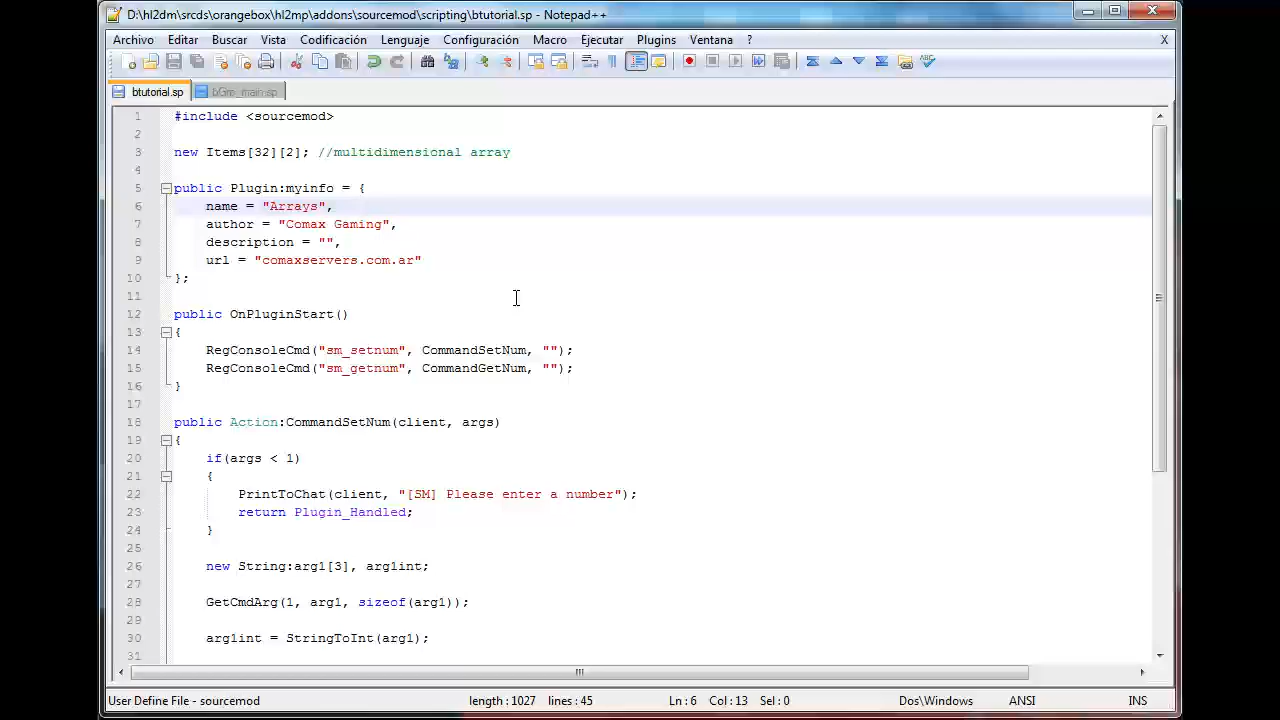 D:\hl2dm\srcds\orangebox\hl2mp\addons\sourcemod\scripting\btutorial.sp - Notepad++
Archivo Editar Buscar Vista Codificación Lenguaje Configuración Macro Ejecutar Plugins Ventana ? X
btutorial.sp bGm_main.sp
1 #include <sourcemod>
2
3 new Items[32][2]; //multidimensional array
4
5 public Plugin:myinfo = {
6 name = "Arrays",
7 author = "Comax Gaming",
8 description = "",
9 url = "comaxservers.com.ar"
10 };
11
12 public OnPluginStart()
13 {
14 RegConsoleCmd("sm_setnum", CommandSetNum, "");
15 RegConsoleCmd("sm_getnum", CommandGetNum, "");
16 }
17
18 public Action:CommandSetNum(client, args)
19 {
20 if(args < 1)
21 {
22 PrintToChat(client, "[SM] Please enter a number");
23 return Plugin_Handled;
24 }
25
26 new String:arg1[3], arg1int;
27
28 GetCmdArg(1, arg1, sizeof(arg1));
29
30 arg1int = StringToInt(arg1);
31
User Define File - sourcemod length : 1027 lines : 45 Ln : 6 Col : 13 Sel : 0 Dos\Windows ANSI INS